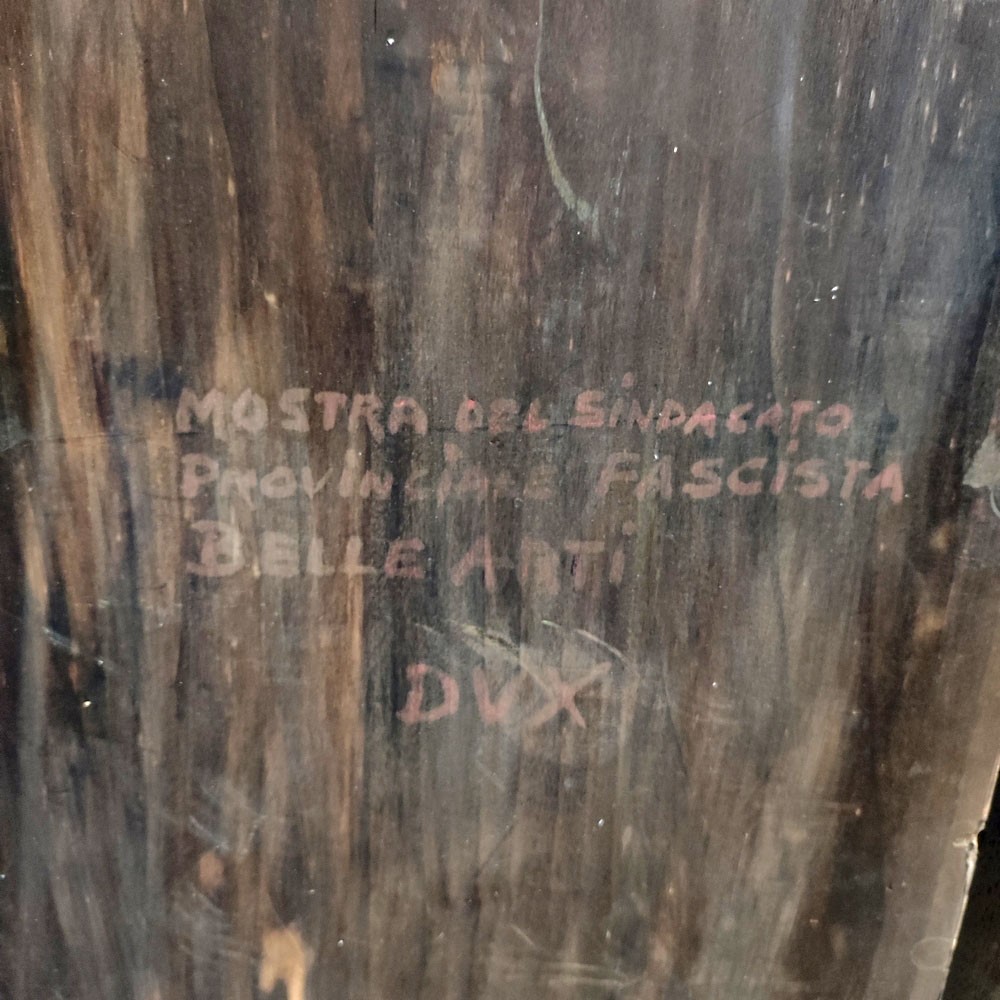 MOSTRA DEL SiNDACATO
PROViNCiALE FASCiSTA
BELLE ARTi
DVX